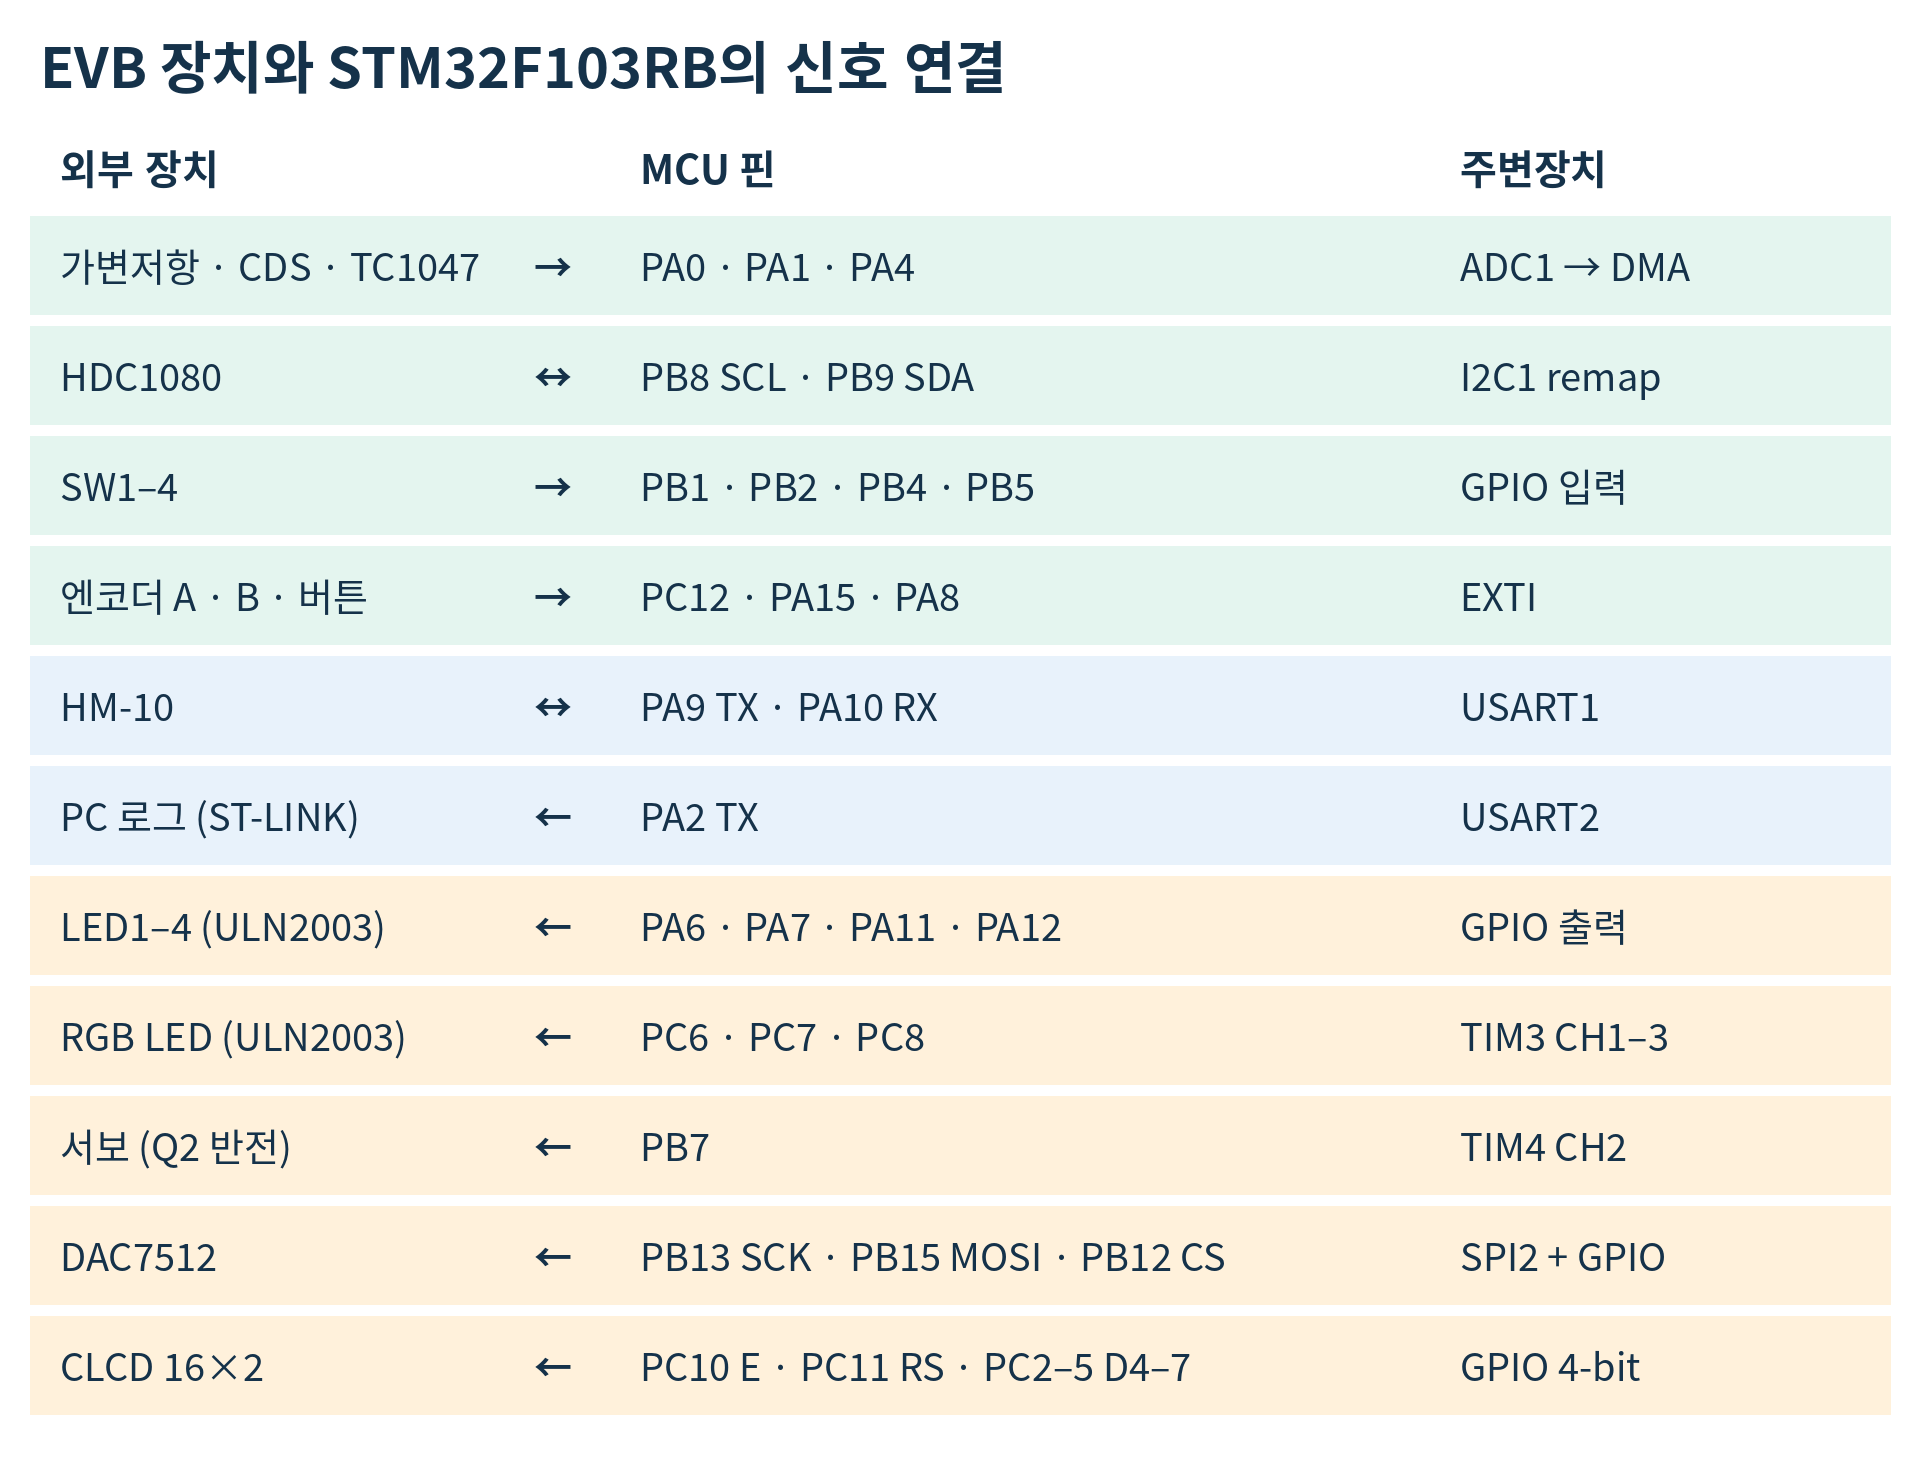 EVB 장치와 STM32F103RB의 신호 연결
외부 장치 MCU 핀 주변장치
가변저항 · CDS · TC1047 → PA0 · PA1 · PA4 ADC1 → DMA
HDC1080 ↔ PB8 SCL · PB9 SDA I2C1 remap
SW1–4 → PB1 · PB2 · PB4 · PB5 GPIO 입력
엔코더 A · B · 버튼 → PC12 · PA15 · PA8 EXTI
HM-10 ↔ PA9 TX · PA10 RX USART1
PC 로그 (ST-LINK) ← PA2 TX USART2
LED1–4 (ULN2003) ← PA6 · PA7 · PA11 · PA12 GPIO 출력
RGB LED (ULN2003) ← PC6 · PC7 · PC8 TIM3 CH1–3
서보 (Q2 반전) ← PB7 TIM4 CH2
DAC7512 ← PB13 SCK · PB15 MOSI · PB12 CS SPI2 + GPIO
CLCD 16×2 ← PC10 E · PC11 RS · PC2–5 D4–7 GPIO 4-bit